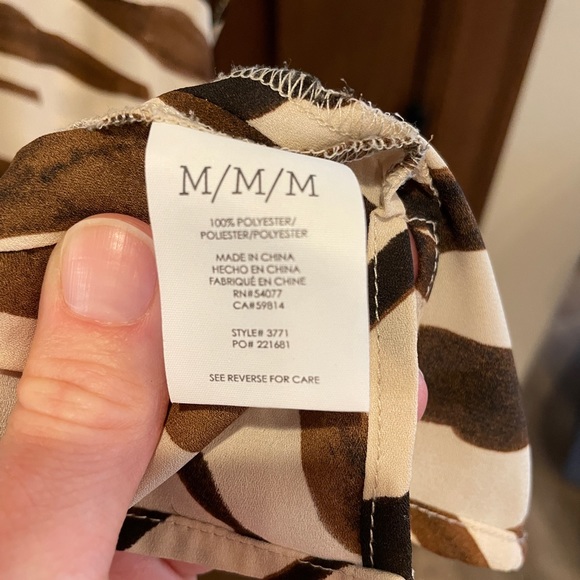 M/M/M
100% POLYESTER/
POLIESTER/POLYESTER
MADE IN CHINA
HECHO EN CHINA
FABRIQUÉ EN CHINE
RN#54077
CA#59814
STYLE# 3771
PO# 221681
SEE REVERSE FOR CARE